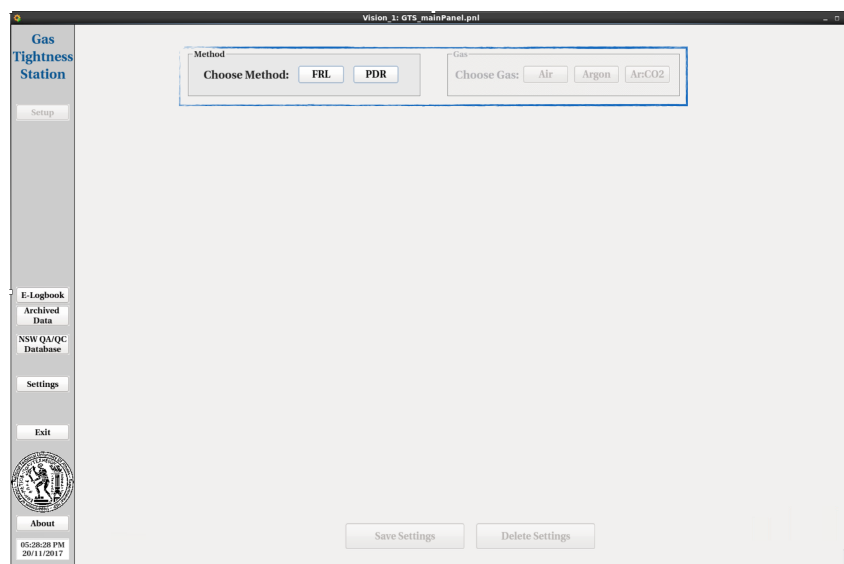 Vision_1: GTS_mainPanel.pnl
Gas
Tightness
Station
Method
Choose Method: FRL PDR
Gas
Choose Gas: Air Argon Ar:CO2
Setup
E-Logbook
Archived
Data
NSW QA/QC
Database
Settings
Exit
About
05:28:28 PM
20/11/2017
Save Settings Delete Settings